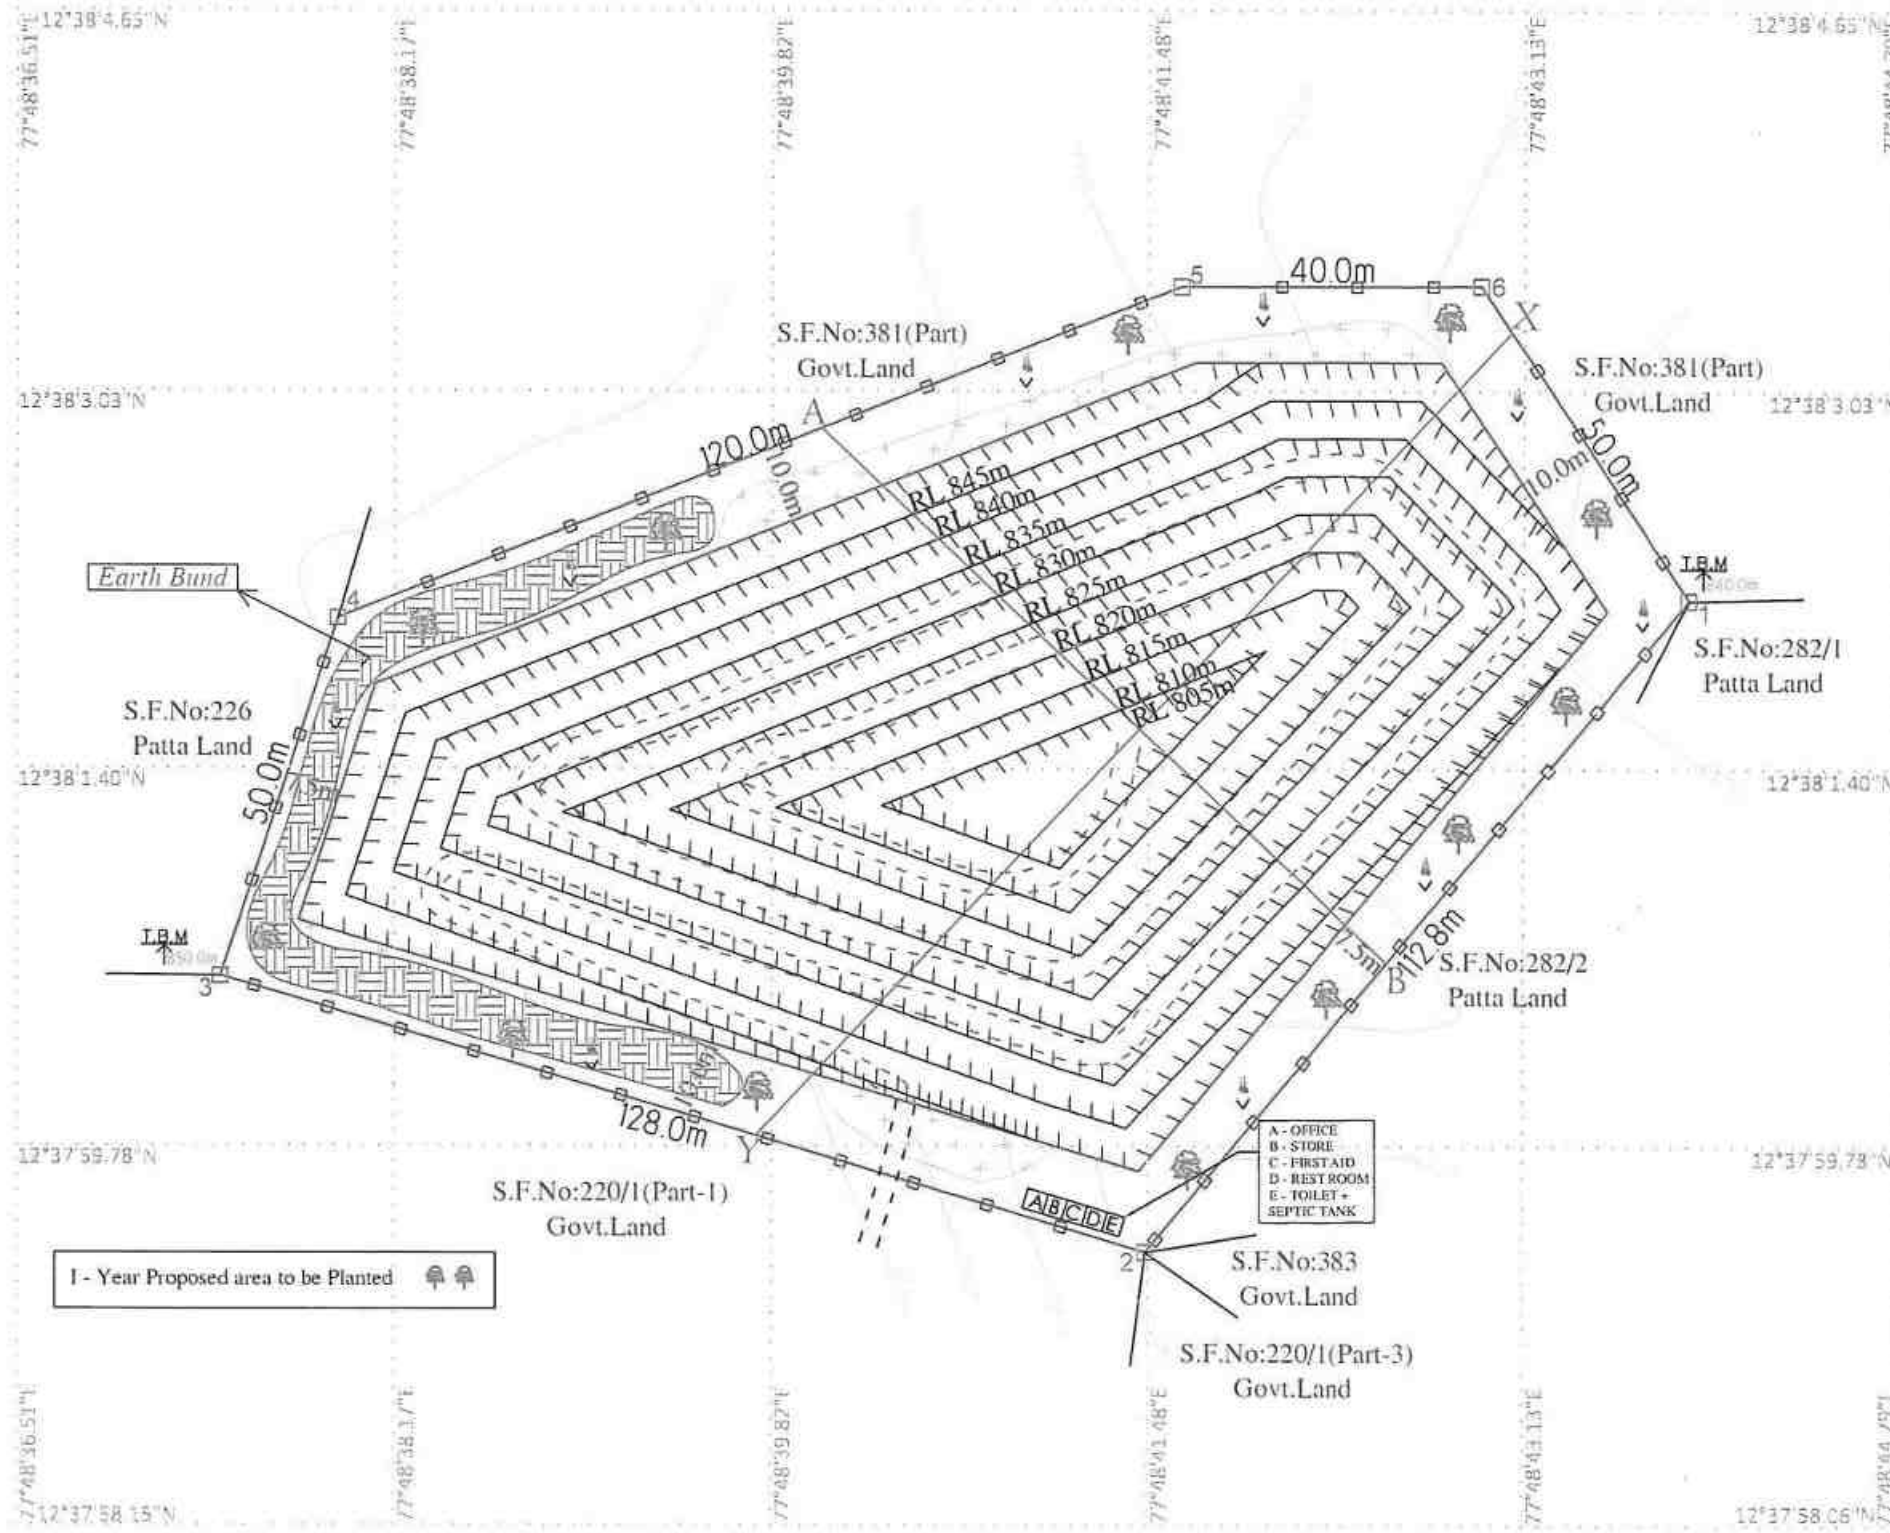 12°38'4.65"N
12°38'4.65"N
77°48'36.51"E
77°48'38.17"E
77°48'39.82"E
77°48'41.48"E
77°48'43.13"E
5
40.0m
6
X
S.F.No:381(Part)
Govt.Land
S.F.No:381(Part)
Govt.Land
12°38'3.03"N
12°38'3.03"N
A
120.0m
10.0m
50.0m
10.0m
RL 845m
RL 840m
RL 835m
RL 830m
RL 825m
RL 820m
RL 815m
RL 810m
RL 805m
Earth Bund
4
T.B.M
840.0m
1
S.F.No:282/1
Patta Land
S.F.No:226
Patta Land
50.0m
12°38'1.40"N
12°38'1.40"N
T.B.M
850.0m
3
7.5m
112.8m
B
S.F.No:282/2
Patta Land
128.0m
Y
12°37'59.78"N
12°37'59.78"N
A - OFFICE
B - STORE
C - FIRST AID
D - REST ROOM
E - TOILET +
SEPTIC TANK
A B C D E
S.F.No:220/1(Part-1)
Govt.Land
2
S.F.No:383
Govt.Land
I - Year Proposed area to be Planted
S.F.No:220/1(Part-3)
Govt.Land
77°48'36.51"E
77°48'38.17"E
77°48'39.82"E
77°48'41.48"E
77°48'43.13"E
77°48'44.79"E
12°37'58.15"N
12°37'58.06"N